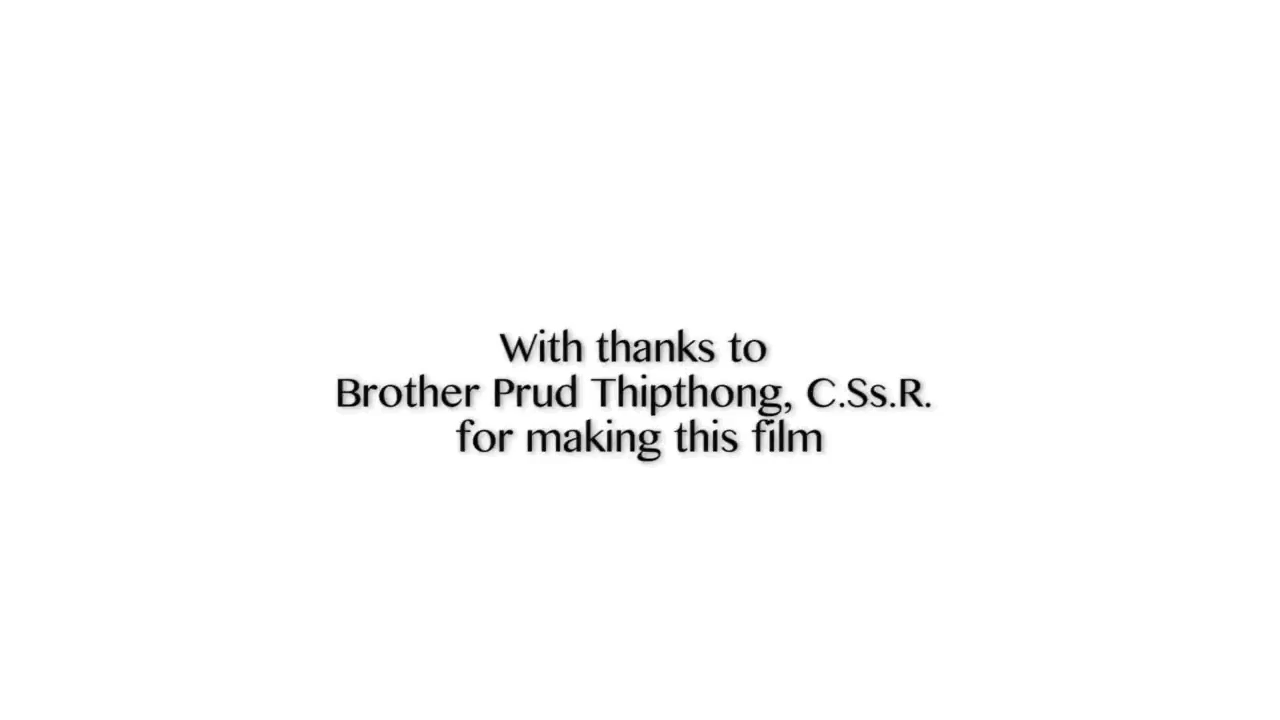 With thanks to
Brother Prud Thipthong, C.Ss.R.
for making this film